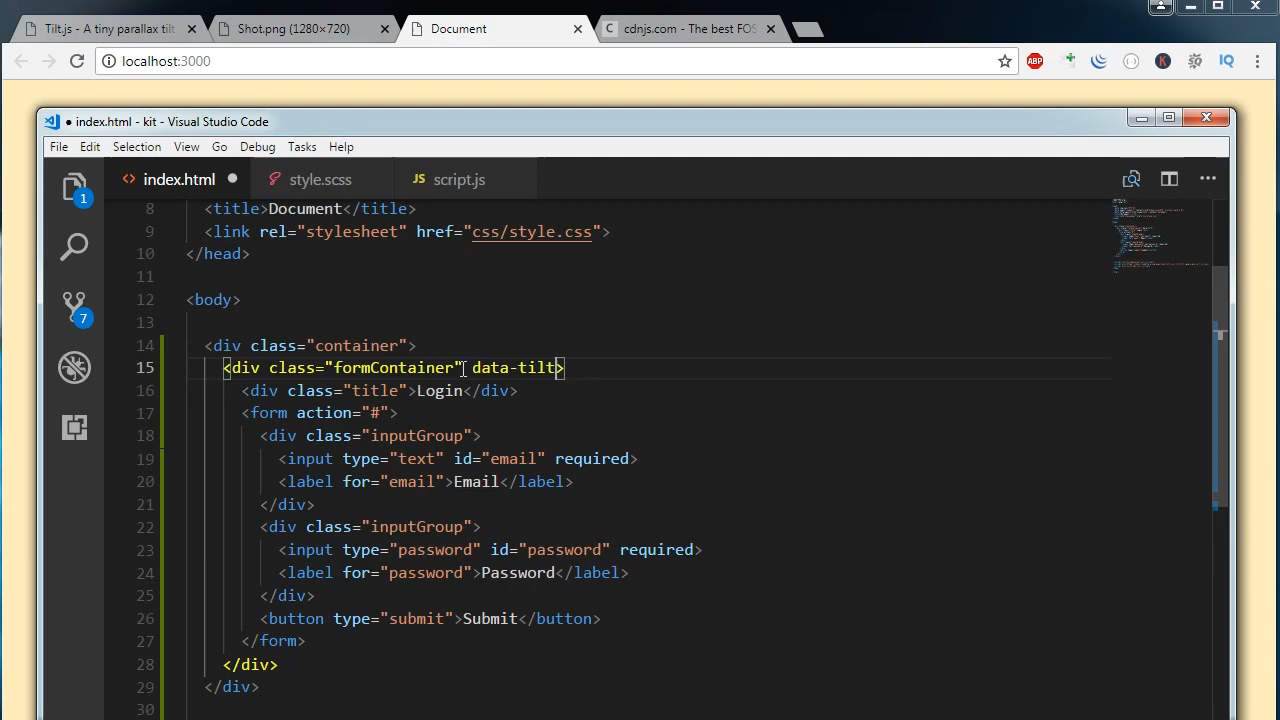 Tilt.js - A tiny parallax tilt
Shot.png (1280×720)
Document
cdnjs.com - The best FOS
localhost:3000
ABP
K
IQ
● index.html - kit - Visual Studio Code
File Edit Selection View Go Debug Tasks Help
1
7
<> index.html
style.scss
JS script.js
8 <title>Document</title>
9 <link rel="stylesheet" href="css/style.css">
10 </head>
11
12 <body>
13
14 <div class="container">
15 <div class="formContainer" data-tilt>
16 <div class="title">Login</div>
17 <form action="#">
18 <div class="inputGroup">
19 <input type="text" id="email" required>
20 <label for="email">Email</label>
21 </div>
22 <div class="inputGroup">
23 <input type="password" id="password" required>
24 <label for="password">Password</label>
25 </div>
26 <button type="submit">Submit</button>
27 </form>
28 </div>
29 </div>
30